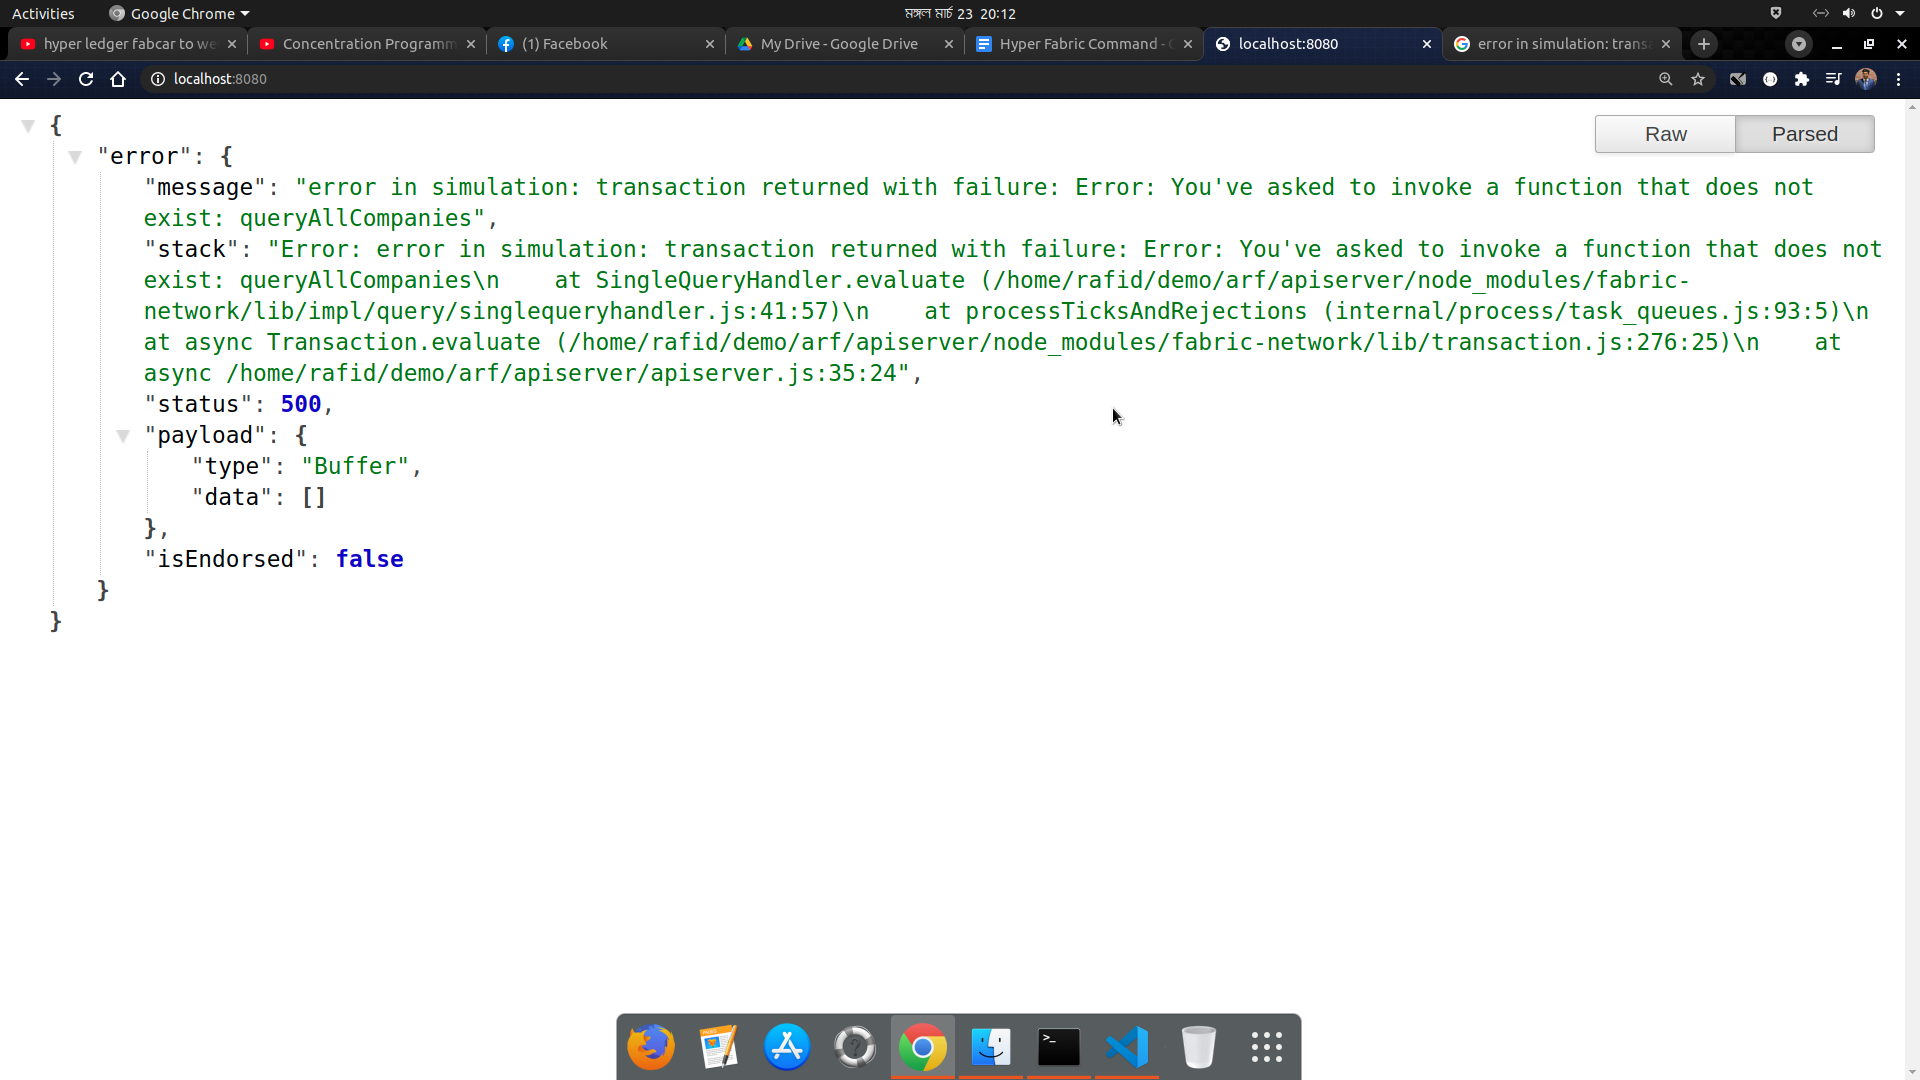 Activities Google Chrome মঙ্গল মার্চ 23 20:12
hyper ledger fabcar to we Concentration Programm (1) Facebook My Drive - Google Drive Hyper Fabric Command - localhost:8080 error in simulation: trans
localhost:8080
Raw Parsed
{
"error": {
"message": "error in simulation: transaction returned with failure: Error: You've asked to invoke a function that does not
exist: queryAllCompanies",
"stack": "Error: error in simulation: transaction returned with failure: Error: You've asked to invoke a function that does not
exist: queryAllCompanies\n    at SingleQueryHandler.evaluate (/home/rafid/demo/arf/apiserver/node_modules/fabric-
network/lib/impl/query/singlequeryhandler.js:41:57)\n    at processTicksAndRejections (internal/process/task_queues.js:93:5)\n
at async Transaction.evaluate (/home/rafid/demo/arf/apiserver/node_modules/fabric-network/lib/transaction.js:276:25)\n    at
async /home/rafid/demo/arf/apiserver/apiserver.js:35:24",
"status": 500,
"payload": {
"type": "Buffer",
"data": []
},
"isEndorsed": false
}
}